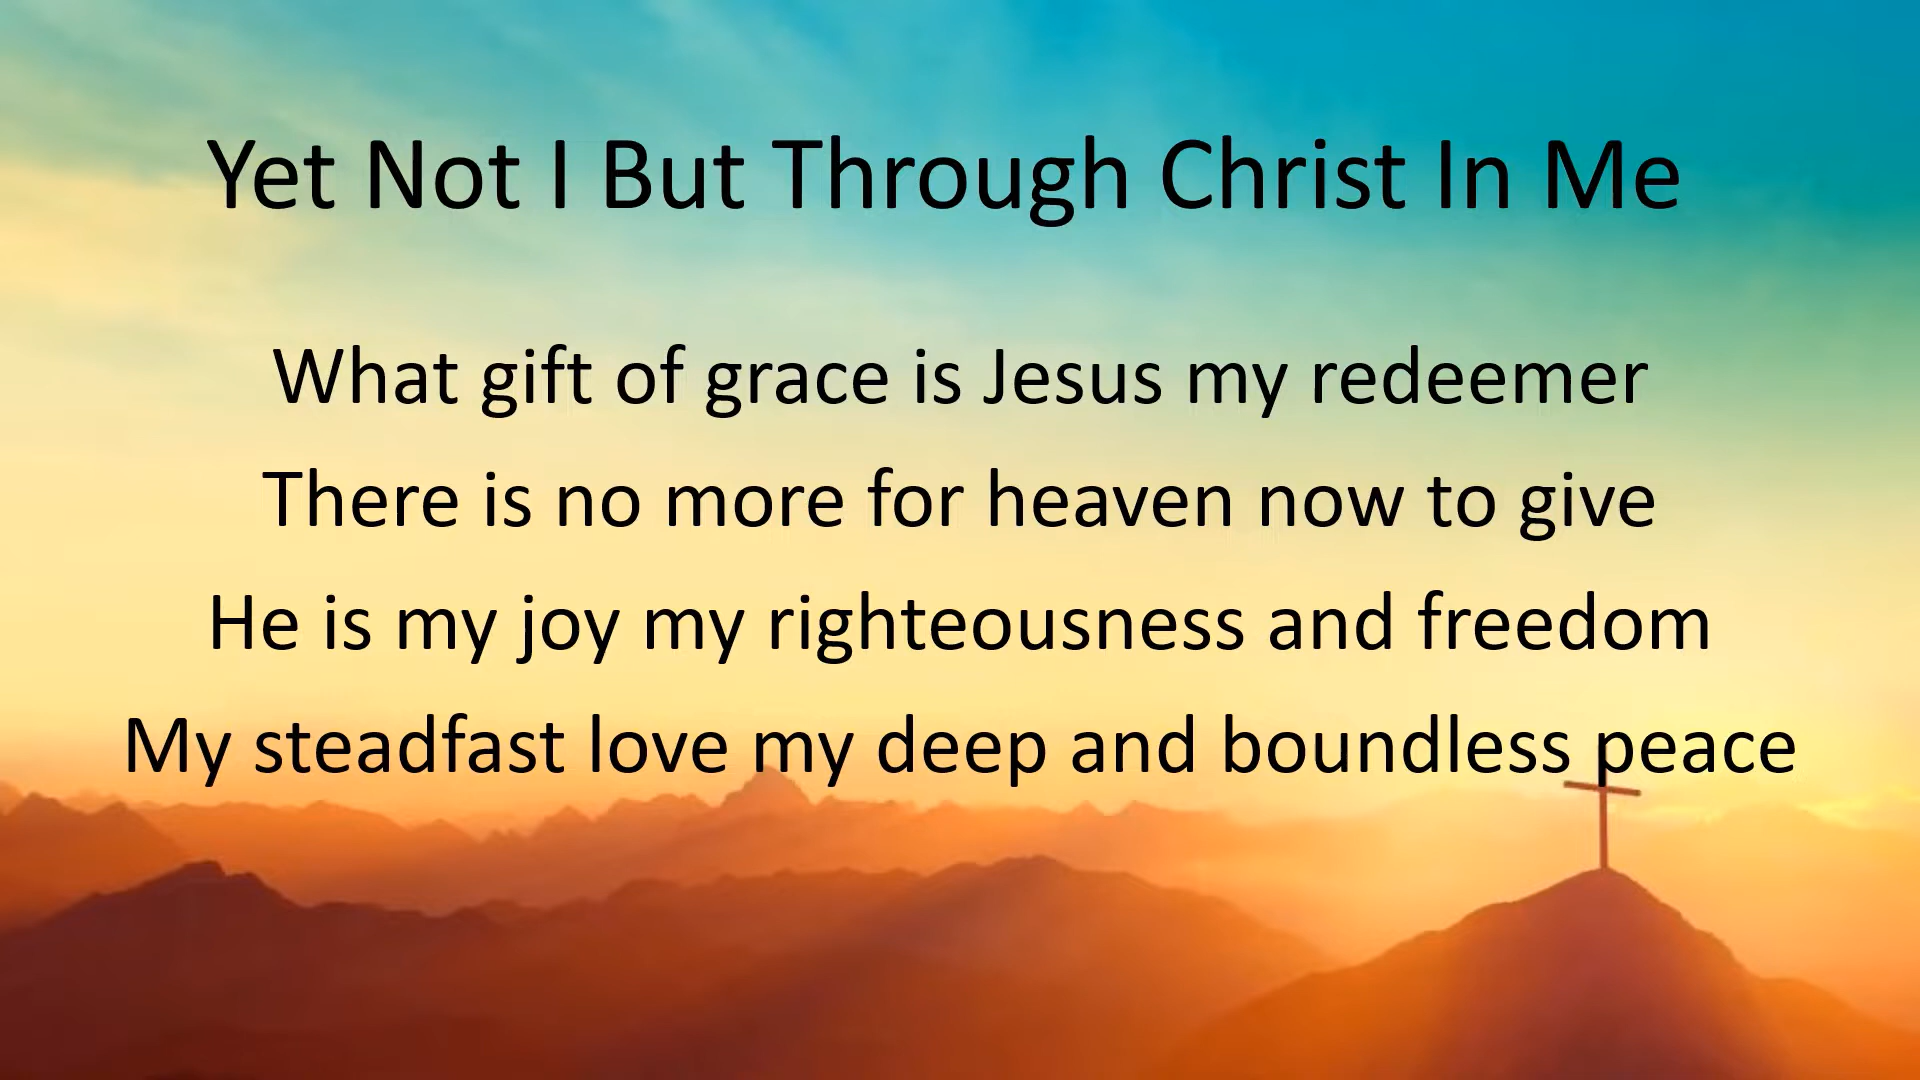 Yet Not I But Through Christ In Me
What gift of grace is Jesus my redeemer
There is no more for heaven now to give
He is my joy my righteousness and freedom
My steadfast love my deep and boundless peace